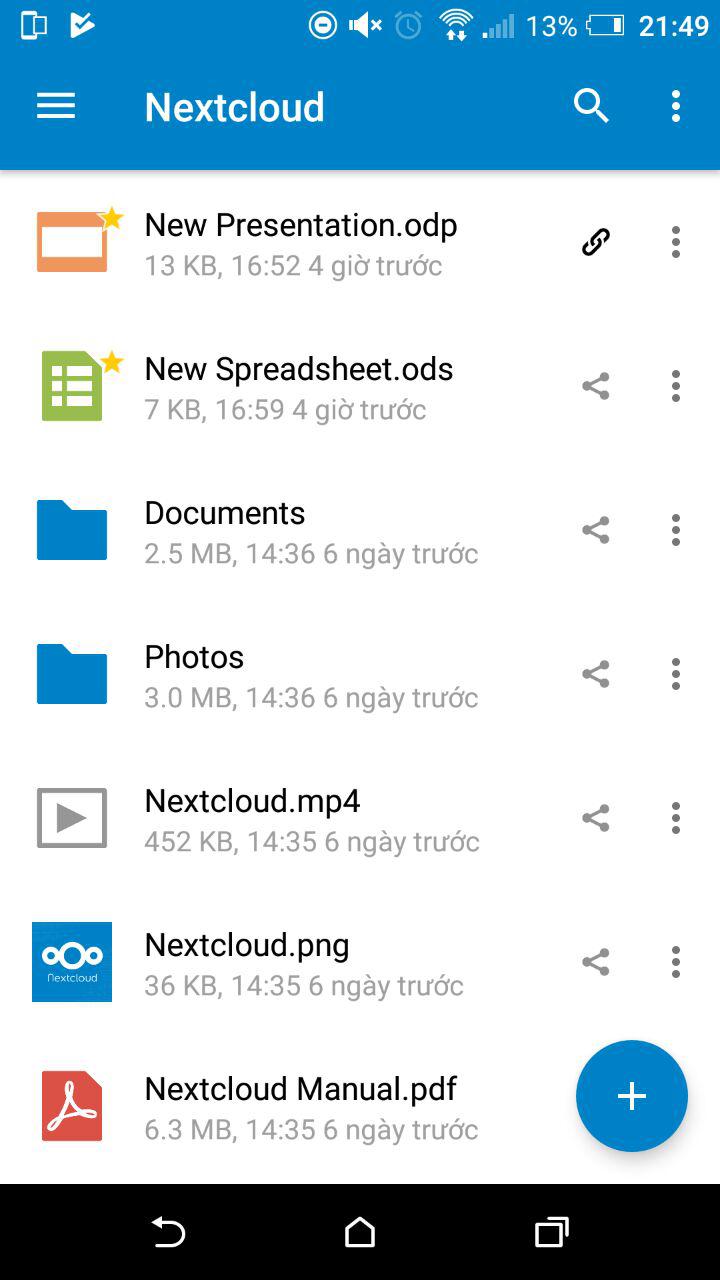 13% 21:49
Nextcloud
New Presentation.odp
13 KB, 16:52 4 giờ trước
New Spreadsheet.ods
7 KB, 16:59 4 giờ trước
Documents
2.5 MB, 14:36 6 ngày trước
Photos
3.0 MB, 14:36 6 ngày trước
Nextcloud.mp4
452 KB, 14:35 6 ngày trước
Nextcloud
Nextcloud.png
36 KB, 14:35 6 ngày trước
Nextcloud Manual.pdf
6.3 MB, 14:35 6 ngày trước